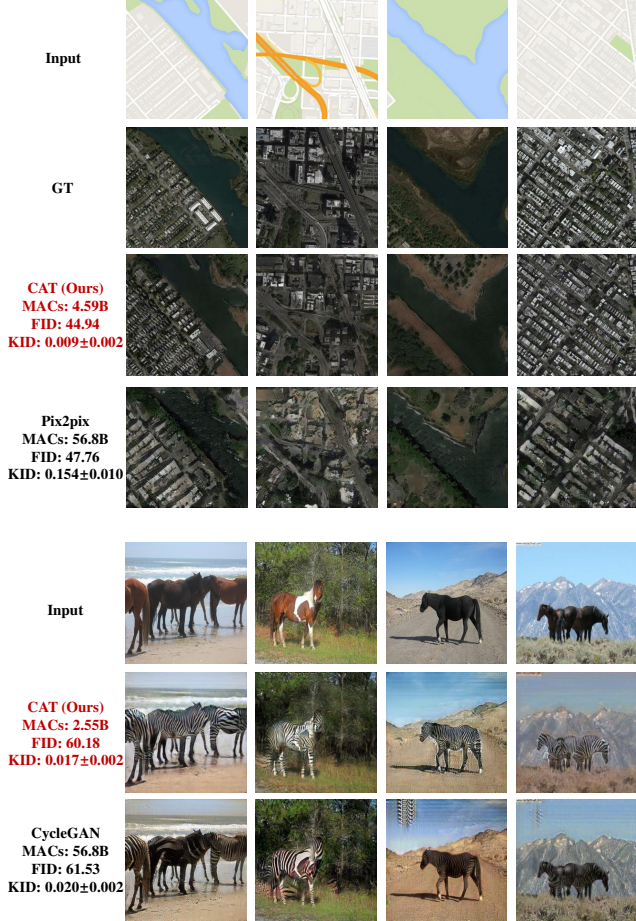 Input
GT
CAT (Ours)
MACs: 4.59B
FID: 44.94
KID: 0.009±0.002
Pix2pix
MACs: 56.8B
FID: 47.76
KID: 0.154±0.010
Input
CAT (Ours)
MACs: 2.55B
FID: 60.18
KID: 0.017±0.002
CycleGAN
MACs: 56.8B
FID: 61.53
KID: 0.020±0.002